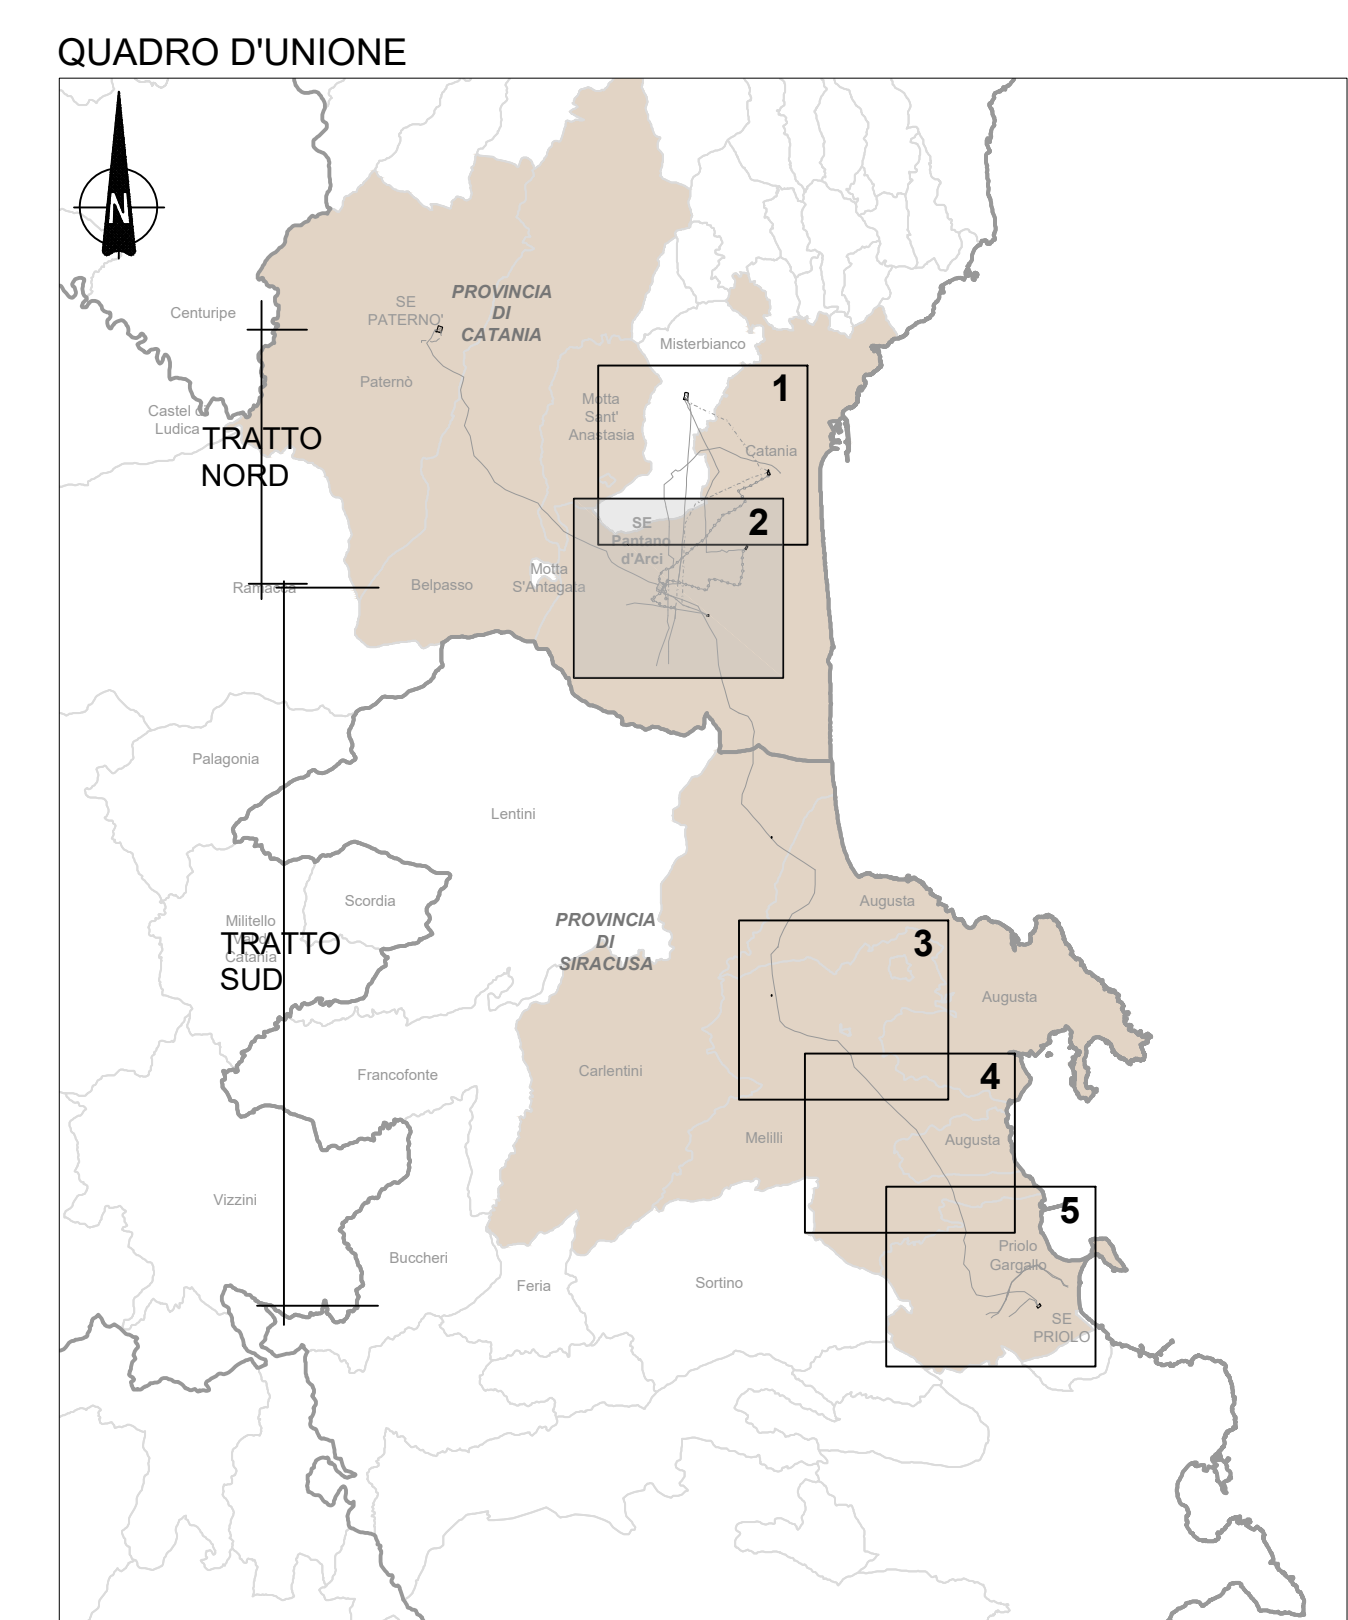 QUADRO D'UNIONE
N
Centuripe
SE
PATERNO'
PROVINCIA
DI
CATANIA
Misterbianco
Paternò
1
Castel di
Ludica
Motta
Sant'
Anastasia
TRATTO
NORD
Catania
2
SE
Pantano
d'Arci
Ramacca
Belpasso
Motta
S'Antagata
Palagonia
Lentini
Scordia
Augusta
Militello
Catania
TRATTO
SUD
PROVINCIA
DI
SIRACUSA
3
Augusta
Francofonte
Carlentini
4
Melilli
Augusta
Vizzini
5
Buccheri
Priolo
Gargallo
Feria
Sortino
SE
PRIOLO